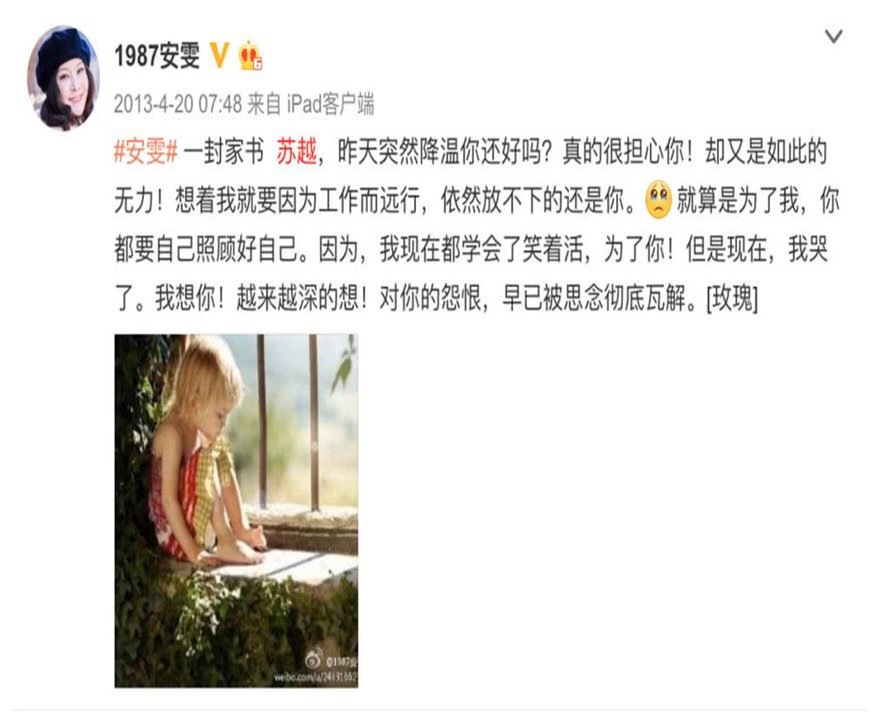 1987安雯
2013-4-20 07:48 来自 iPad客户端
#安雯# 一封家书 苏越，昨天突然降温你还好吗？真的很担心你！却又是如此的
无力！想着我就要因为工作而远行，依然放不下的还是你。就算是为了我，你
都要自己照顾好自己。因为，我现在都学会了笑着活，为了你！但是现在，我哭
了。我想你！越来越深的想！对你的怨恨，早已被思念彻底瓦解。[玫瑰]
@1987安